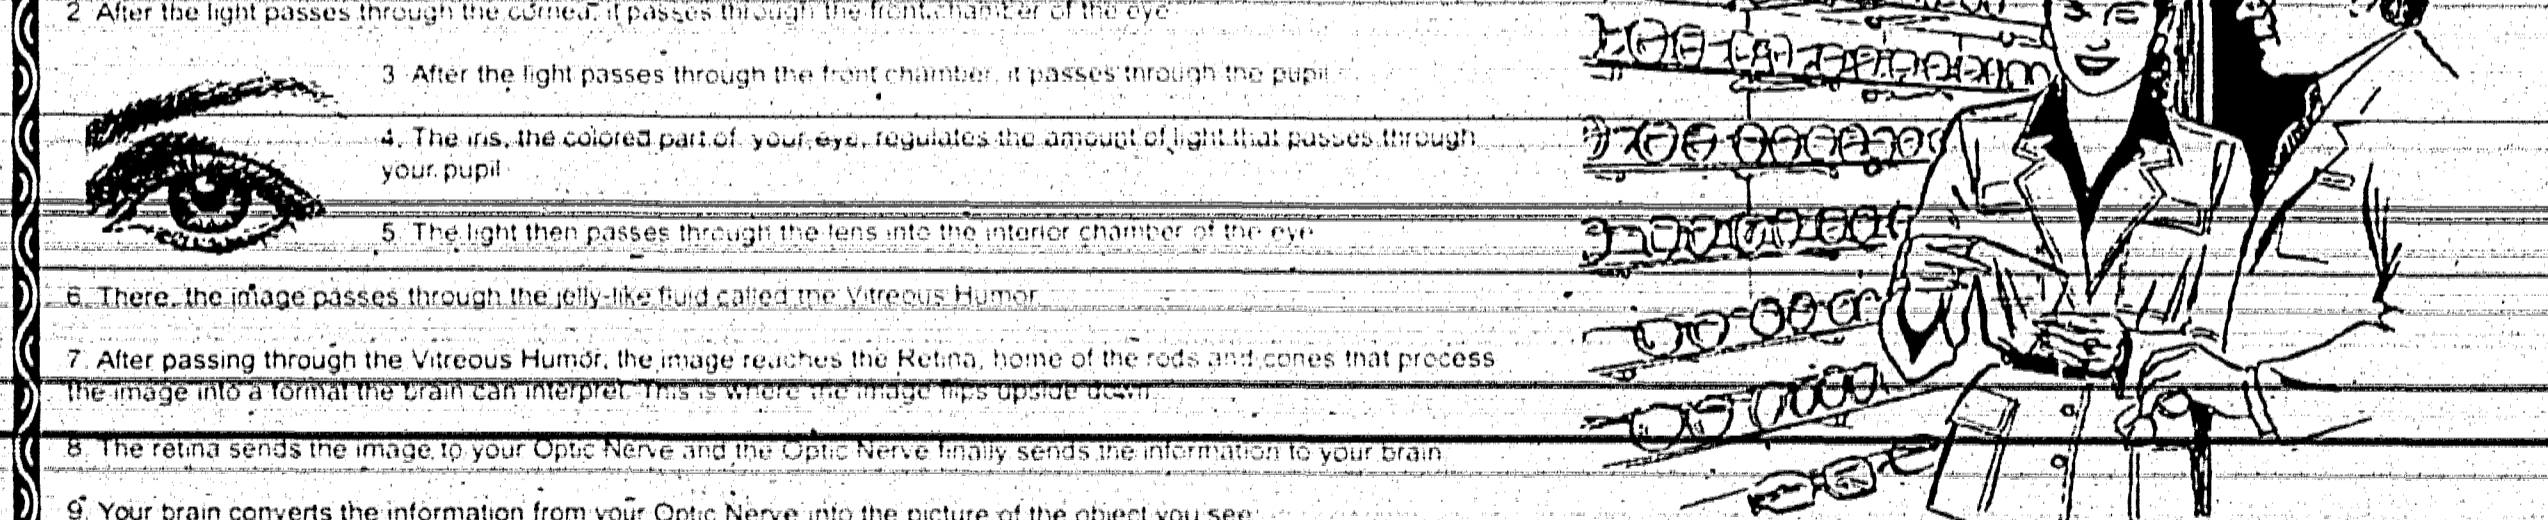 2 After the light passes through the cornea, it passes through the front chamber of the eye
3 After the light passes through the front chamber, it passes through the pupil
4. The iris, the colored part of your eye, regulates the amount of light that passes through
your pupil
5. The light then passes through the lens into the interior chamber of the eye
6. There, the image passes through the jelly-like fluid called the Vitreous Humor
7. After passing through the Vitreous Humor, the image reaches the Retina, home of the rods and cones that process
the image into a format the brain can interpret. This is where the image flips upside down
8. The retina sends the image to your Optic Nerve and the Optic Nerve finally sends the information to your brain
9. Your brain converts the information from your Optic Nerve into the picture of the object you see